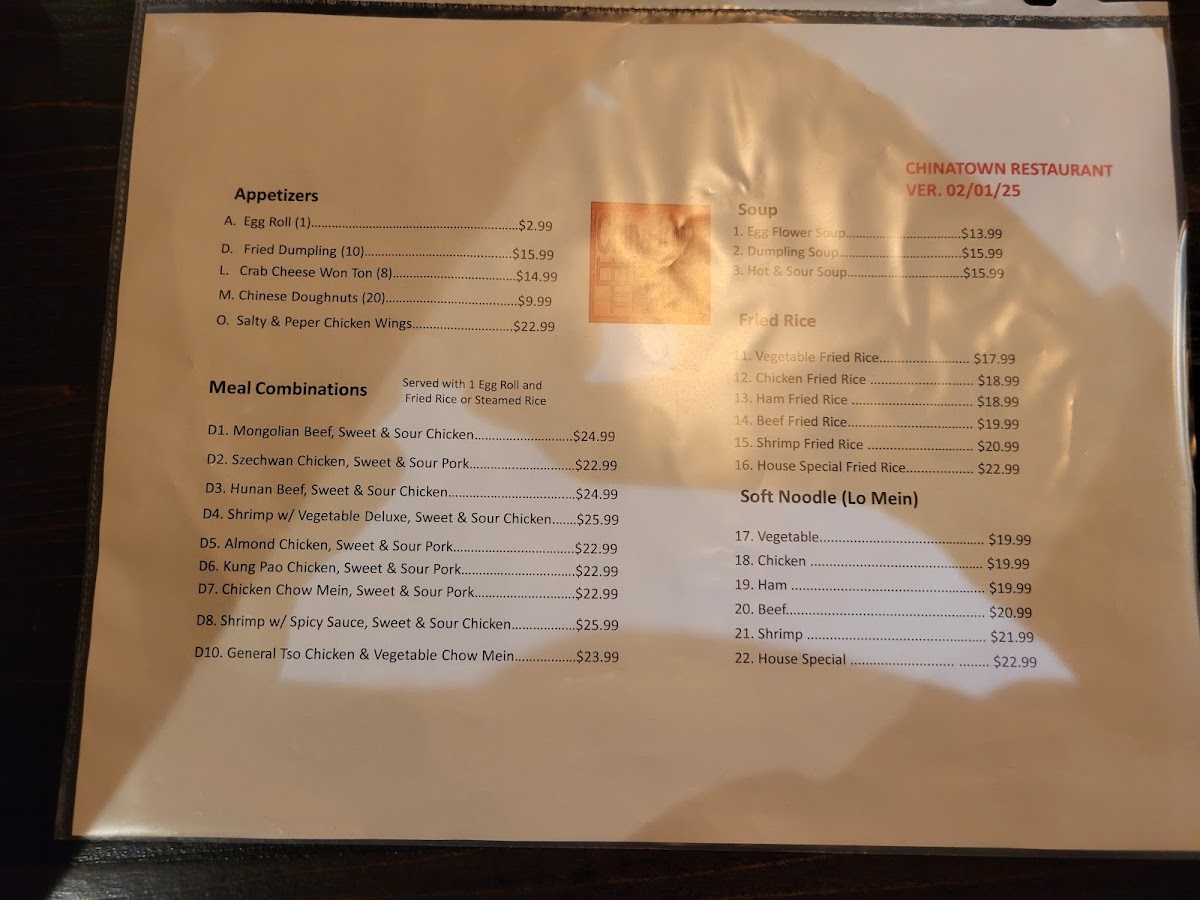 CHINATOWN RESTAURANT
VER. 02/01/25
Appetizers
A. Egg Roll (1)...................................................$2.99
D. Fried Dumpling (10)....................................$15.99
L. Crab Cheese Won Ton (8)..............................$14.99
M. Chinese Doughnuts (20)................................$9.99
O. Salty & Peper Chicken Wings.........................$22.99
Meal Combinations
Served with 1 Egg Roll and
Fried Rice or Steamed Rice
D1. Mongolian Beef, Sweet & Sour Chicken........................$24.99
D2. Szechwan Chicken, Sweet & Sour Pork..........................$22.99
D3. Hunan Beef, Sweet & Sour Chicken...............................$24.99
D4. Shrimp w/ Vegetable Deluxe, Sweet & Sour Chicken.......$25.99
D5. Almond Chicken, Sweet & Sour Pork..............................$22.99
D6. Kung Pao Chicken, Sweet & Sour Pork............................$22.99
D7. Chicken Chow Mein, Sweet & Sour Pork.........................$22.99
D8. Shrimp w/ Spicy Sauce, Sweet & Sour Chicken................$25.99
D10. General Tso Chicken & Vegetable Chow Mein...............$23.99
Soup
1. Egg Flower Soup.............................$13.99
2. Dumpling Soup...............................$15.99
3. Hot & Sour Soup.............................$15.99
Fried Rice
11. Vegetable Fried Rice...................... $17.99
12. Chicken Fried Rice ......................... $18.99
13. Ham Fried Rice .............................. $18.99
14. Beef Fried Rice............................... $19.99
15. Shrimp Fried Rice .......................... $20.99
16. House Special Fried Rice................ $22.99
Soft Noodle (Lo Mein)
17. Vegetable......................................... $19.99
18. Chicken ........................................... $19.99
19. Ham ................................................ $19.99
20. Beef.................................................. $20.99
21. Shrimp ............................................. $21.99
22. House Special .......................... ........ $22.99